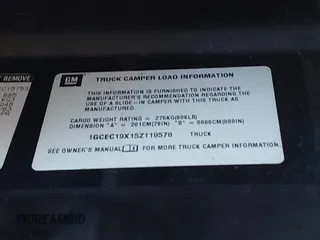 T REMOVE
GM
TRUCK CAMPER LOAD INFORMATION
THIS INFORMATION IS PROVIDED TO INDICATE THE
MANUFACTURER'S RECOMMENDATION REGARDING THE
USE OF A SLIDE-IN CAMPER WITH THIS TRUCK AS
MANUFACTURED.
CARGO WEIGHT RATING = 275KG(606LB)
DIMENSION "A" = 201CM(79IN) "B" = 0000CM(000IN)
1GCEC19X15Z119570 TRUCK
SEE OWNER'S MANUAL FOR MORE TRUCK CAMPER INFORMATION.